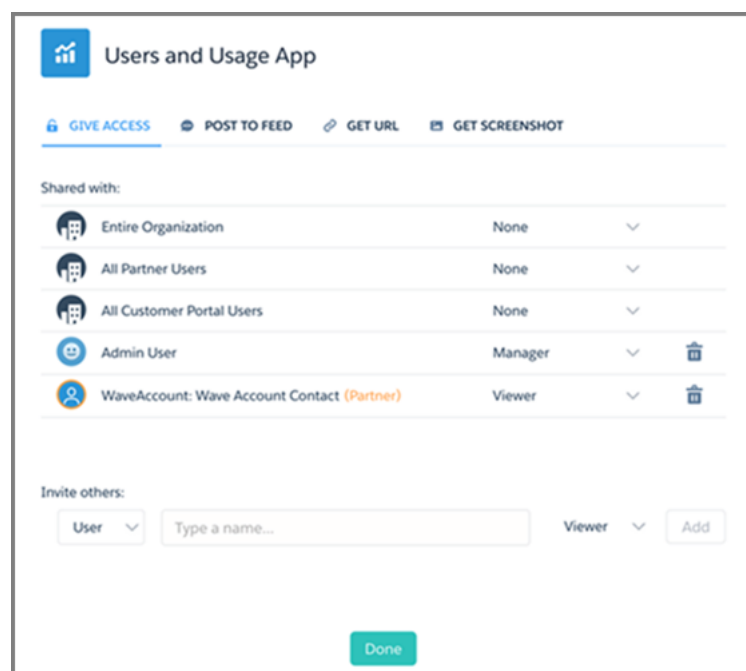 Users and Usage App
GIVE ACCESS POST TO FEED GET URL GET SCREENSHOT
Shared with:
Entire Organization None
All Partner Users None
All Customer Portal Users None
Admin User Manager
WaveAccount: Wave Account Contact (Partner) Viewer
Invite others:
User Type a name... Viewer Add
Done